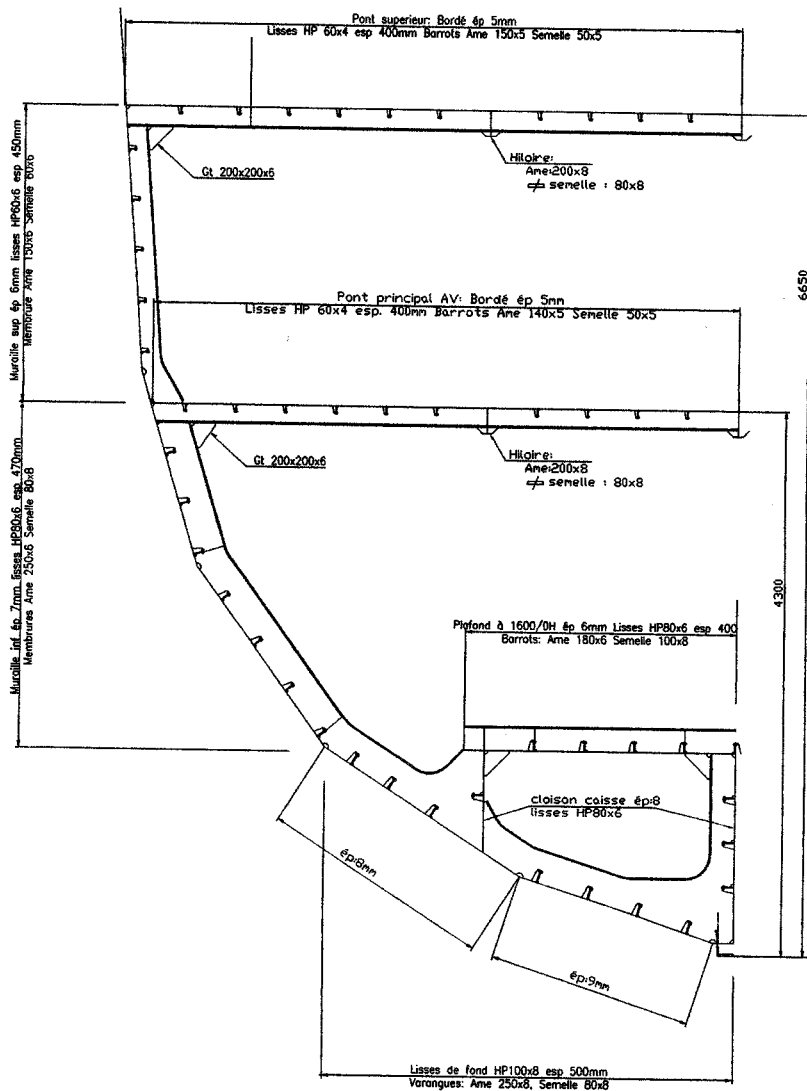 Pont superieur: Bordé ép 5mm
Lisses HP 60x4 esp 400mm Barrots Ame 150x5 Semelle 50x5
Gt 200x200x6
Hiloire:
Ame:200x8
semelle : 80x8
Muraille sup ép 6mm lisses HP60x6 esp 450mm
Membrure Ame 150x6 Semelle 60x6
6650
Pont principal AV: Bordé ép 5mm
Lisses HP 60x4 esp. 400mm Barrots Ame 140x5 Semelle 50x5
Gt 200x200x6
Hiloire:
Ame:200x8
semelle : 80x8
Muraille inf ép 7mm lisses HP80x6 esp 470mm
Membrures Ame 250x6 Semelle 80x8
4300
Plafond à 1600/0H ép 6mm Lisses HP80x6 esp 400
Barrots: Ame 180x6 Semelle 100x8
cloison caisse ép:8
lisses HP80x6
ép:8mm
ép:9mm
Lisses de fond HP100x8 esp 500mm
Varangues: Ame 250x8, Semelle 80x8